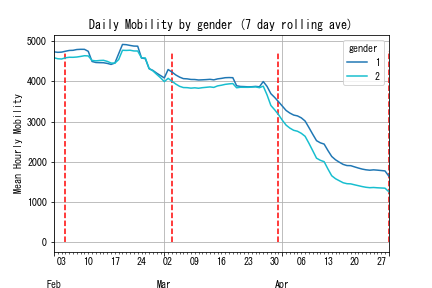 Daily Mobility by gender (7 day rolling ave)
gender
1
2
Mean Hourly Mobility
5000
4000
3000
2000
1000
0
03 10 17 24 02 09 16 23 30 06 13 20 27
Feb Mar Apr